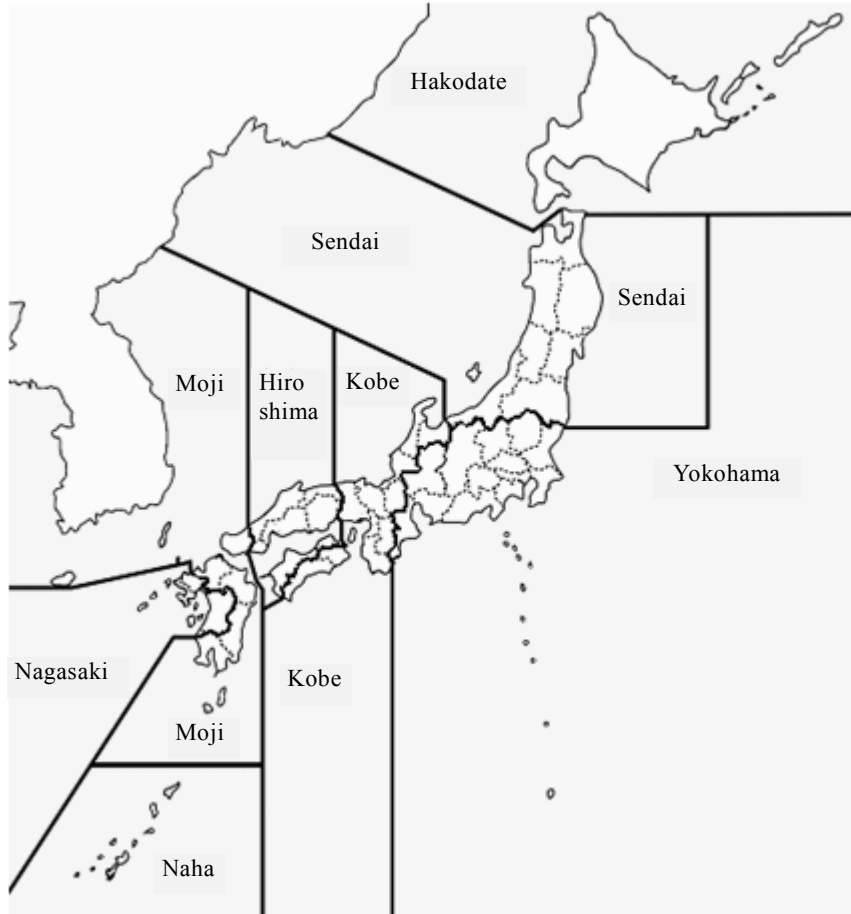 Hakodate
Sendai
Sendai
Moji
Hiro
shima
Kobe
Yokohama
Nagasaki
Kobe
Moji
Naha